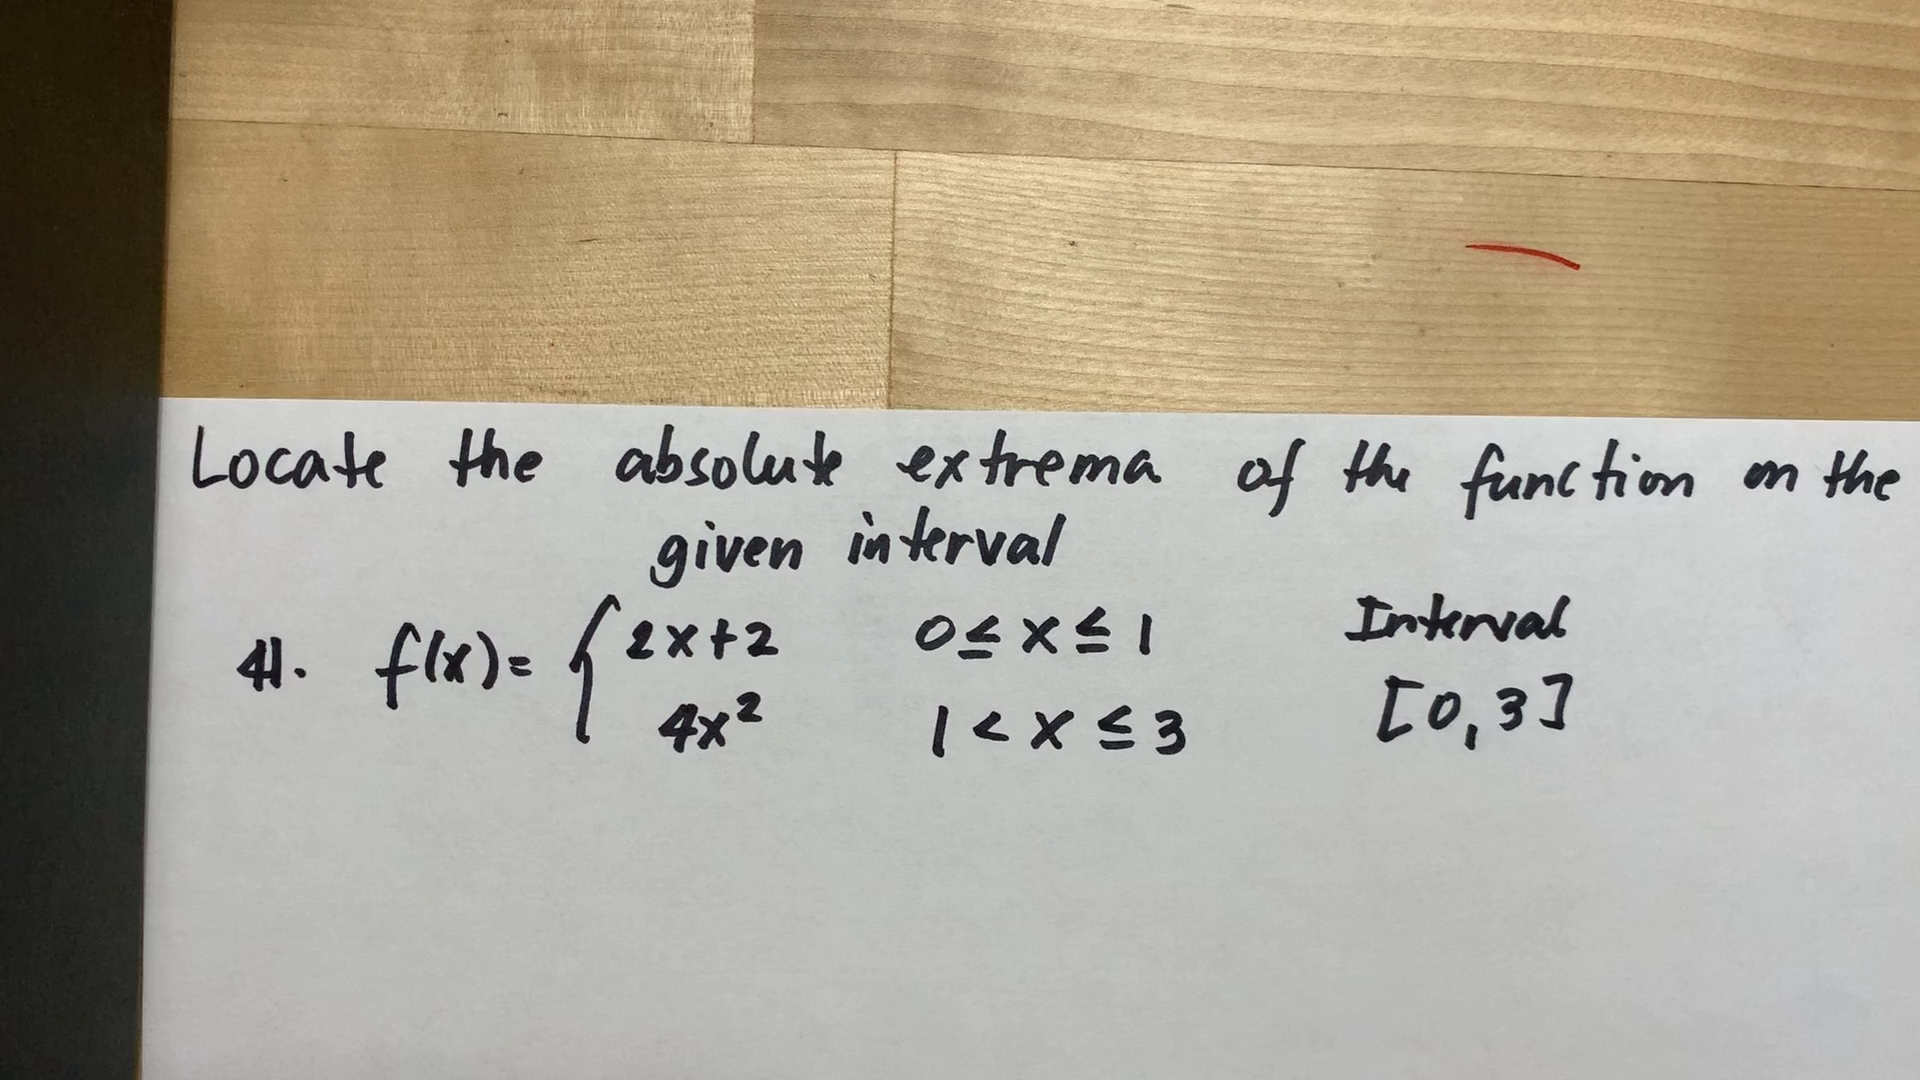 Locate the absolute extrema of the function on the
given interval
41. f(x) = { 2x+2 0 ≤ x ≤ 1 Interval
4x² 1 < x ≤ 3 [0,3]